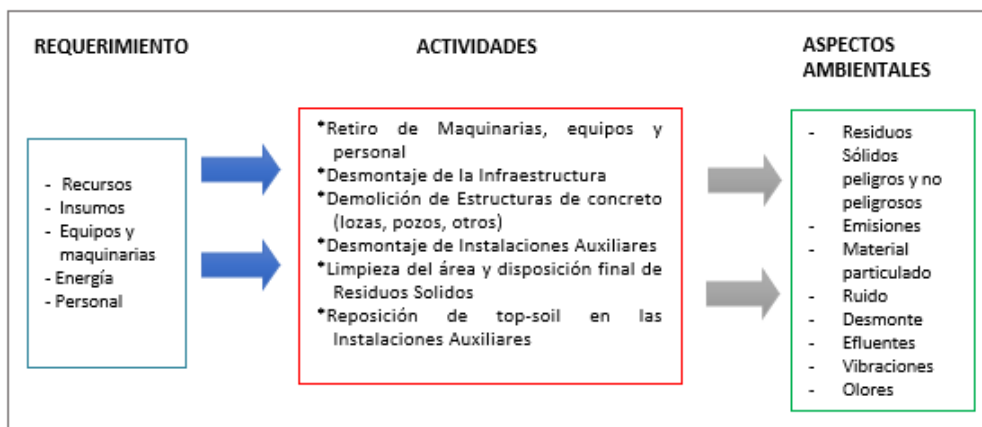 REQUERIMIENTO
ACTIVIDADES
ASPECTOS
AMBIENTALES
- Recursos
- Insumos
- Equipos y
maquinarias
- Energía
- Personal
*Retiro de Maquinarias, equipos y
personal
*Desmontaje de la Infraestructura
*Demolición de Estructuras de concreto
(lozas, pozos, otros)
*Desmontaje de Instalaciones Auxiliares
*Limpieza del área y disposición final de
Residuos Solidos
*Reposición de top-soil en las
Instalaciones Auxiliares
- Residuos
Sólidos
peligros y no
peligrosos
- Emisiones
- Material
particulado
- Ruido
- Desmonte
- Efluentes
- Vibraciones
- Olores